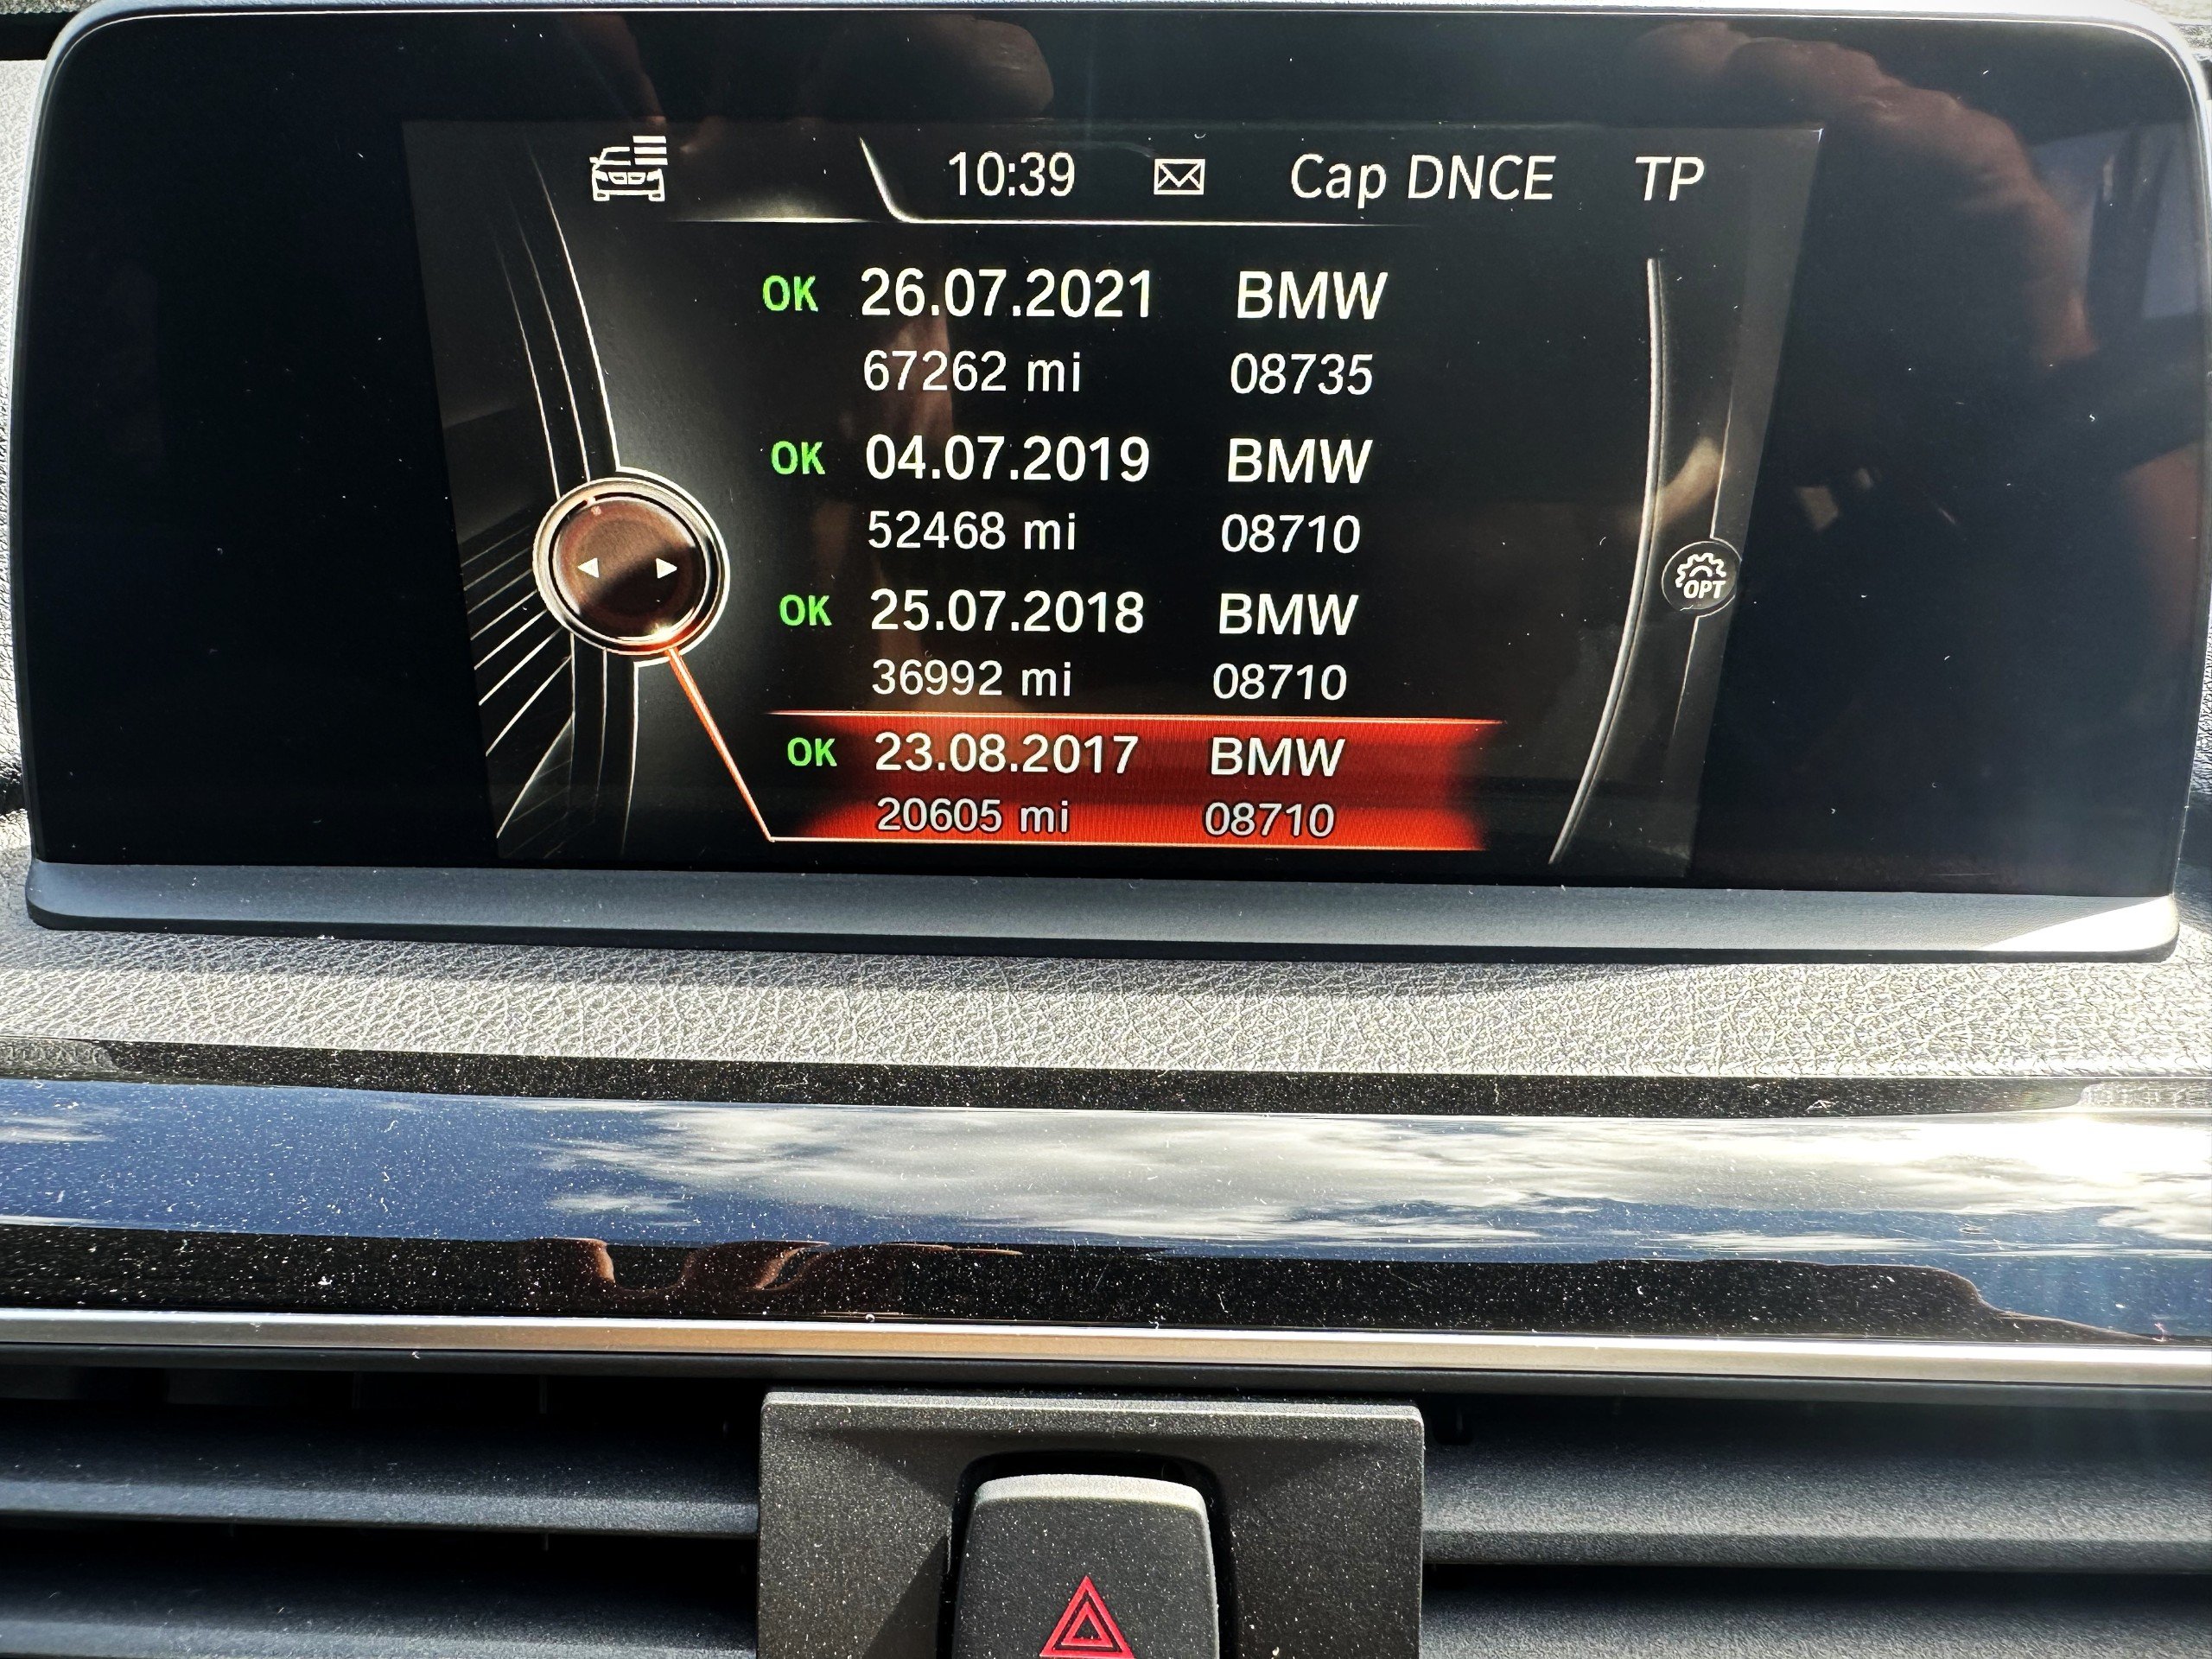 10:39 Cap DNCE TP
OK 26.07.2021 BMW
67262 mi 08735
OK 04.07.2019 BMW
52468 mi 08710
OK 25.07.2018 BMW
36992 mi 08710
OPT
OK 23.08.2017 BMW
20605 mi 08710